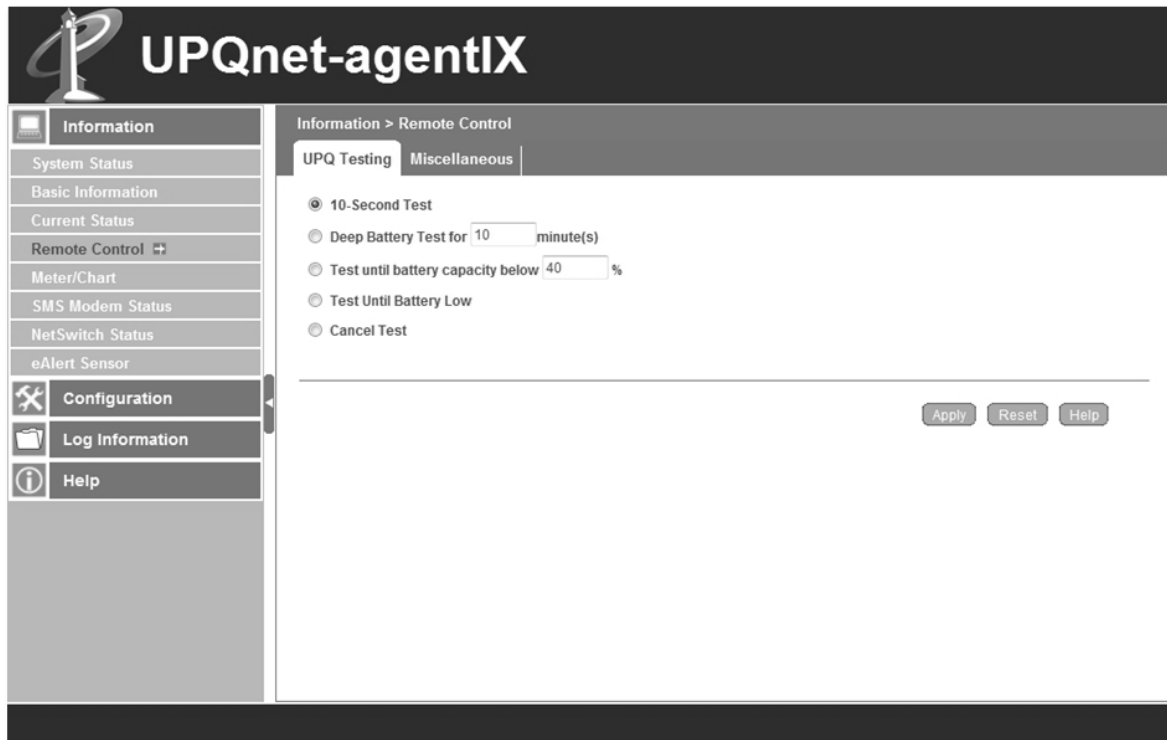 UPQnet-agentIX
Information
System Status
Basic Information
Current Status
Remote Control
Meter/Chart
SMS Modem Status
NetSwitch Status
eAlert Sensor
Configuration
Log Information
Help
Information > Remote Control
UPQ Testing Miscellaneous
10-Second Test
Deep Battery Test for 10 minute(s)
Test until battery capacity below 40 %
Test Until Battery Low
Cancel Test
Apply Reset Help